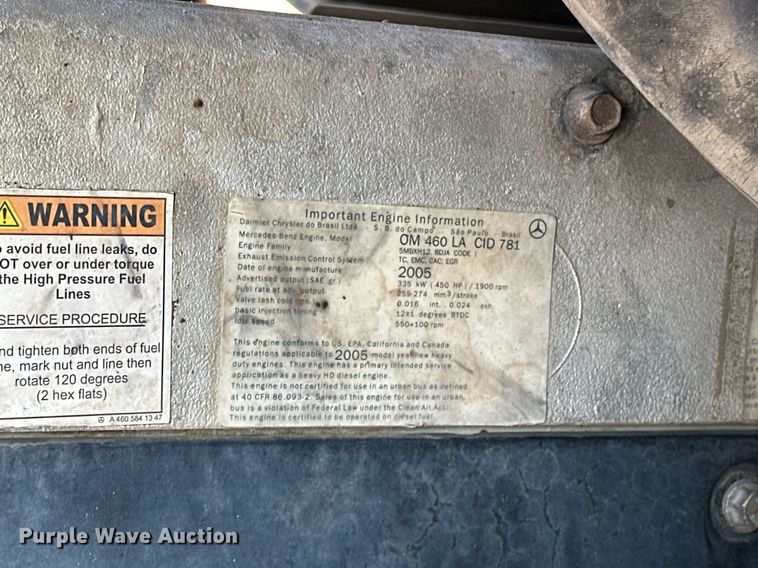 WARNING
o avoid fuel line leaks, do
OT over or under torque
the High Pressure Fuel
Lines
SERVICE PROCEDURE
nd tighten both ends of fuel
ne, mark nut and line then
rotate 120 degrees
(2 hex flats)
A 460 584 13 47
Important Engine Information
Daimler Chrysler do Brasil Ltda. - S. B. do Campo - São Paulo - Brasil
Mercedes-Benz Engine, Model OM 460 LA CID 781
Engine Family 5MBXH12.8DJA CODE I
Exhaust Emission Control System TC, EMC, CAC, EGR
Date of engine manufacture 2005
Advertised output (SAE gr.) 335 kW (450 HP) / 1900 rpm
Fuel rate at adv. output 259-274 mm³/stroke
Valve lash cold 0.016 int. 0.024 exh.
basic injection timing 12±1 degrees BTDC
Idle speed 550+100 rpm
This engine conforms to US, EPA, California and Canada
regulations applicable to 2005 model year new heavy
duty engines. This engine has a primary intended service
application as a heavy HD diesel engine.
This engine is not certified for use in an urban bus as defined
at 40 CFR 86.093-2. Sales of this engine for use in an urban
bus is a violation of Federal Law under the Clean Air Act.
This engine is certified to be operated on diesel fuel.
Purple Wave Auction